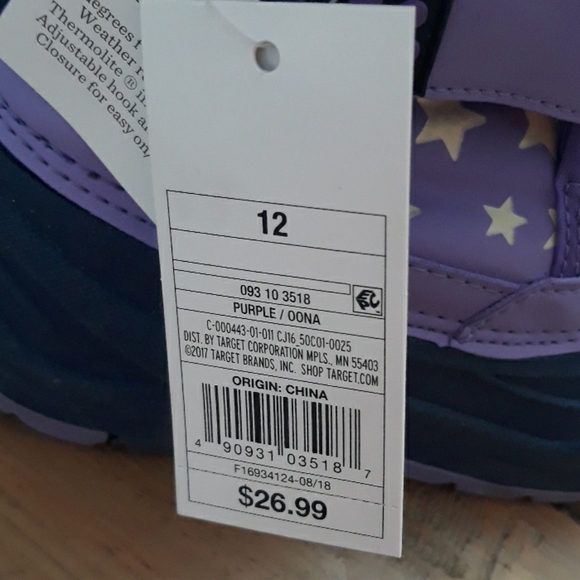 degrees f
Weather r
Thermolite ® in
Adjustable hook a
Closure for easy on/
12
093 10 3518
PURPLE / OONA
C-000443-01-011 CJ16_50C01-0025
DIST. BY TARGET CORPORATION MPLS., MN 55403
©2017 TARGET BRANDS, INC. SHOP TARGET.COM
ORIGIN: CHINA
4 90931 03518 7
F16934124-08/18
$26.99